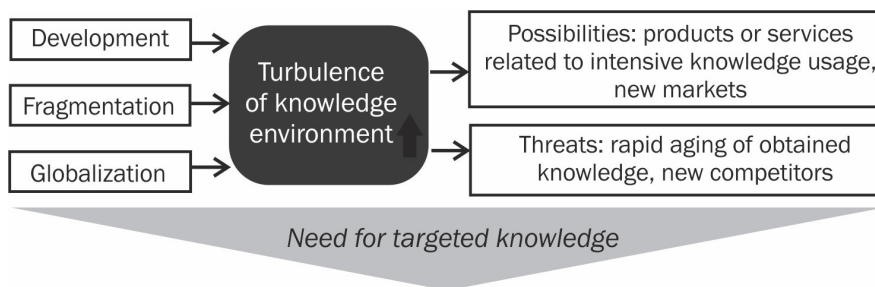 Development
Fragmentation
Globalization
Turbulence
of knowledge
environment
Possibilities: products or services
related to intensive knowledge usage,
new markets
Threats: rapid aging of obtained
knowledge, new competitors
Need for targeted knowledge